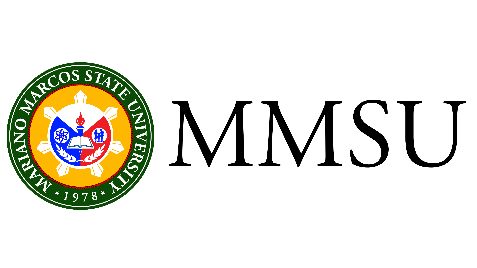 MARIANO MARCOS STATE UNIVERSITY
1978
MMSU